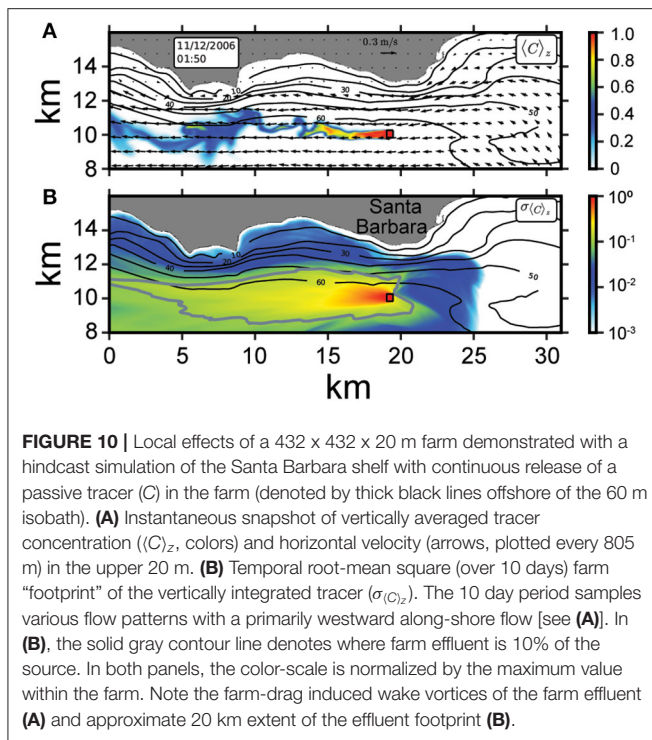 A
11/12/2006
01:50
0.3 m/s
⟨C⟩z
1.0
14
0.8
km
12
0.6
10
20
30
40
60
50
10
0.4
0.2
8
0
B
Santa
Barbara
σ⟨C⟩z
10⁰
14
10⁻¹
km
12
10
20
30
40
60
50
10
10⁻²
8
10⁻³
0 5 10 15 20 25 30
km
FIGURE 10 | Local effects of a 432 x 432 x 20 m farm demonstrated with a
hindcast simulation of the Santa Barbara shelf with continuous release of a
passive tracer (C) in the farm (denoted by thick black lines offshore of the 60 m
isobath). (A) Instantaneous snapshot of vertically averaged tracer
concentration (⟨C⟩z, colors) and horizontal velocity (arrows, plotted every 805
m) in the upper 20 m. (B) Temporal root-mean square (over 10 days) farm
“footprint” of the vertically integrated tracer (σ⟨C⟩z). The 10 day period samples
various flow patterns with a primarily westward along-shore flow [see (A)]. In
(B), the solid gray contour line denotes where farm effluent is 10% of the
source. In both panels, the color-scale is normalized by the maximum value
within the farm. Note the farm-drag induced wake vortices of the farm effluent
(A) and approximate 20 km extent of the effluent footprint (B).